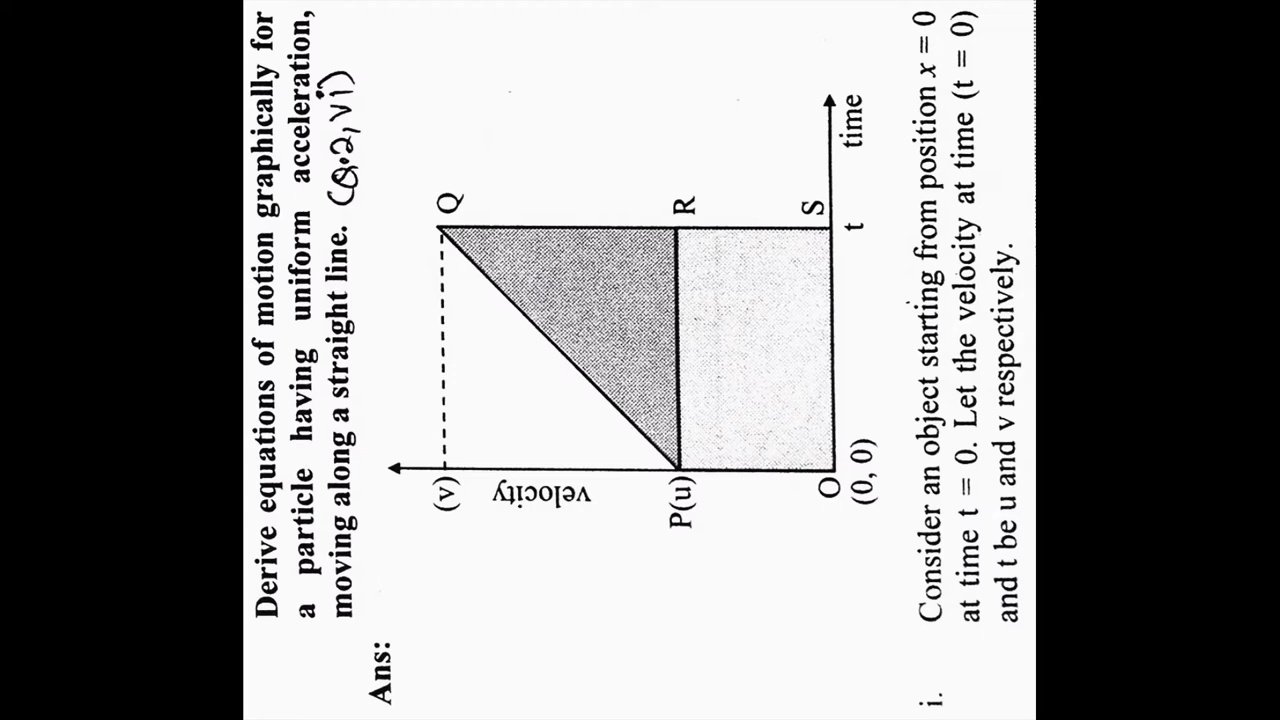 Derive equations of motion graphically for
a particle having uniform acceleration,
moving along a straight line. (Q.2, vi)
Ans:
(v)
Q
velocity
P(u)
R
O
S
(0, 0)
t
time
i. Consider an object starting from position x = 0
at time t = 0. Let the velocity at time (t = 0)
and t be u and v respectively.